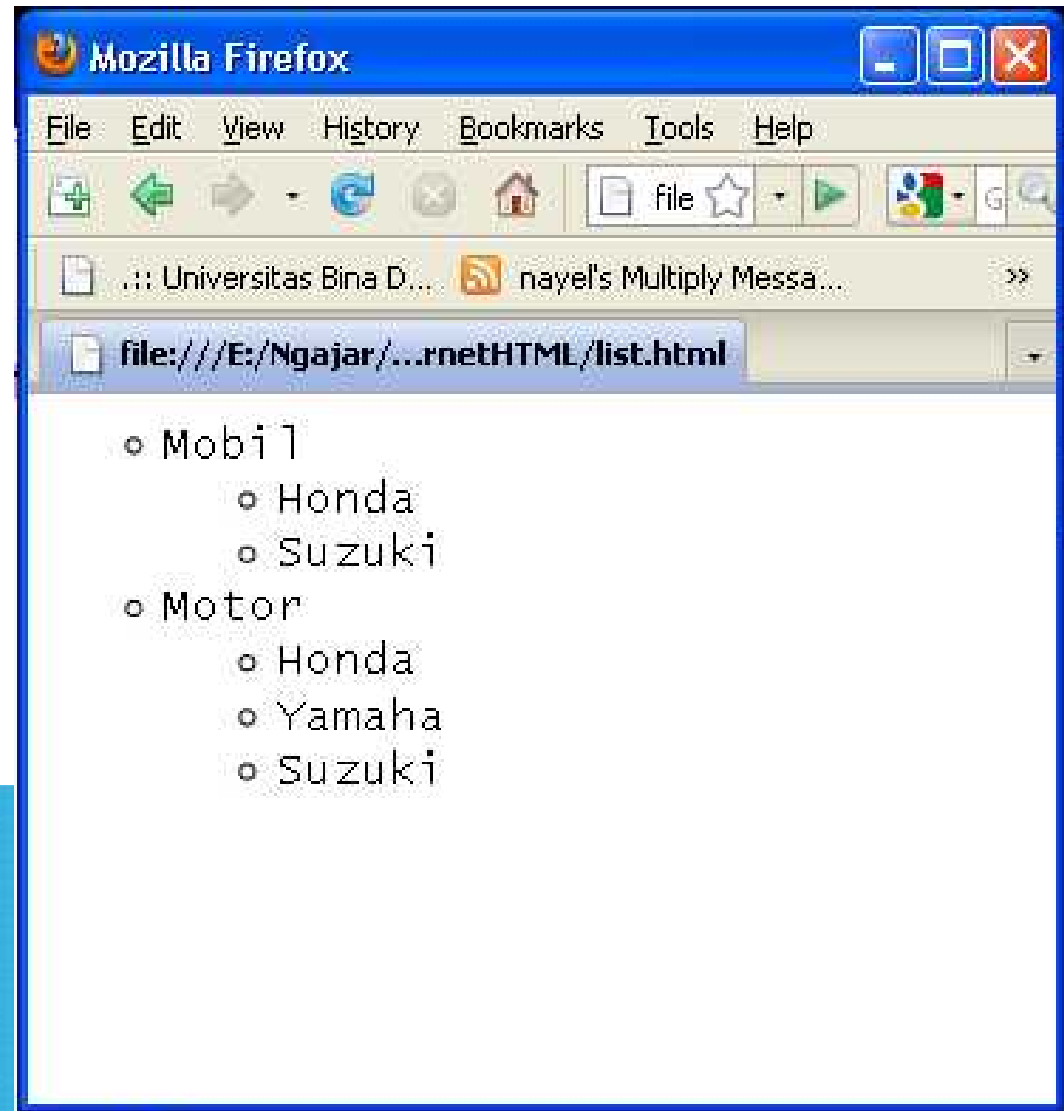 Mozilla Firefox
File Edit View History Bookmarks Tools Help
file G
.:: Universitas Bina D... nayel's Multiply Messa... »
file:///E:/Ngajar/...rnetHTML/list.html
Mobil
Honda
Suzuki
Motor
Honda
Yamaha
Suzuki